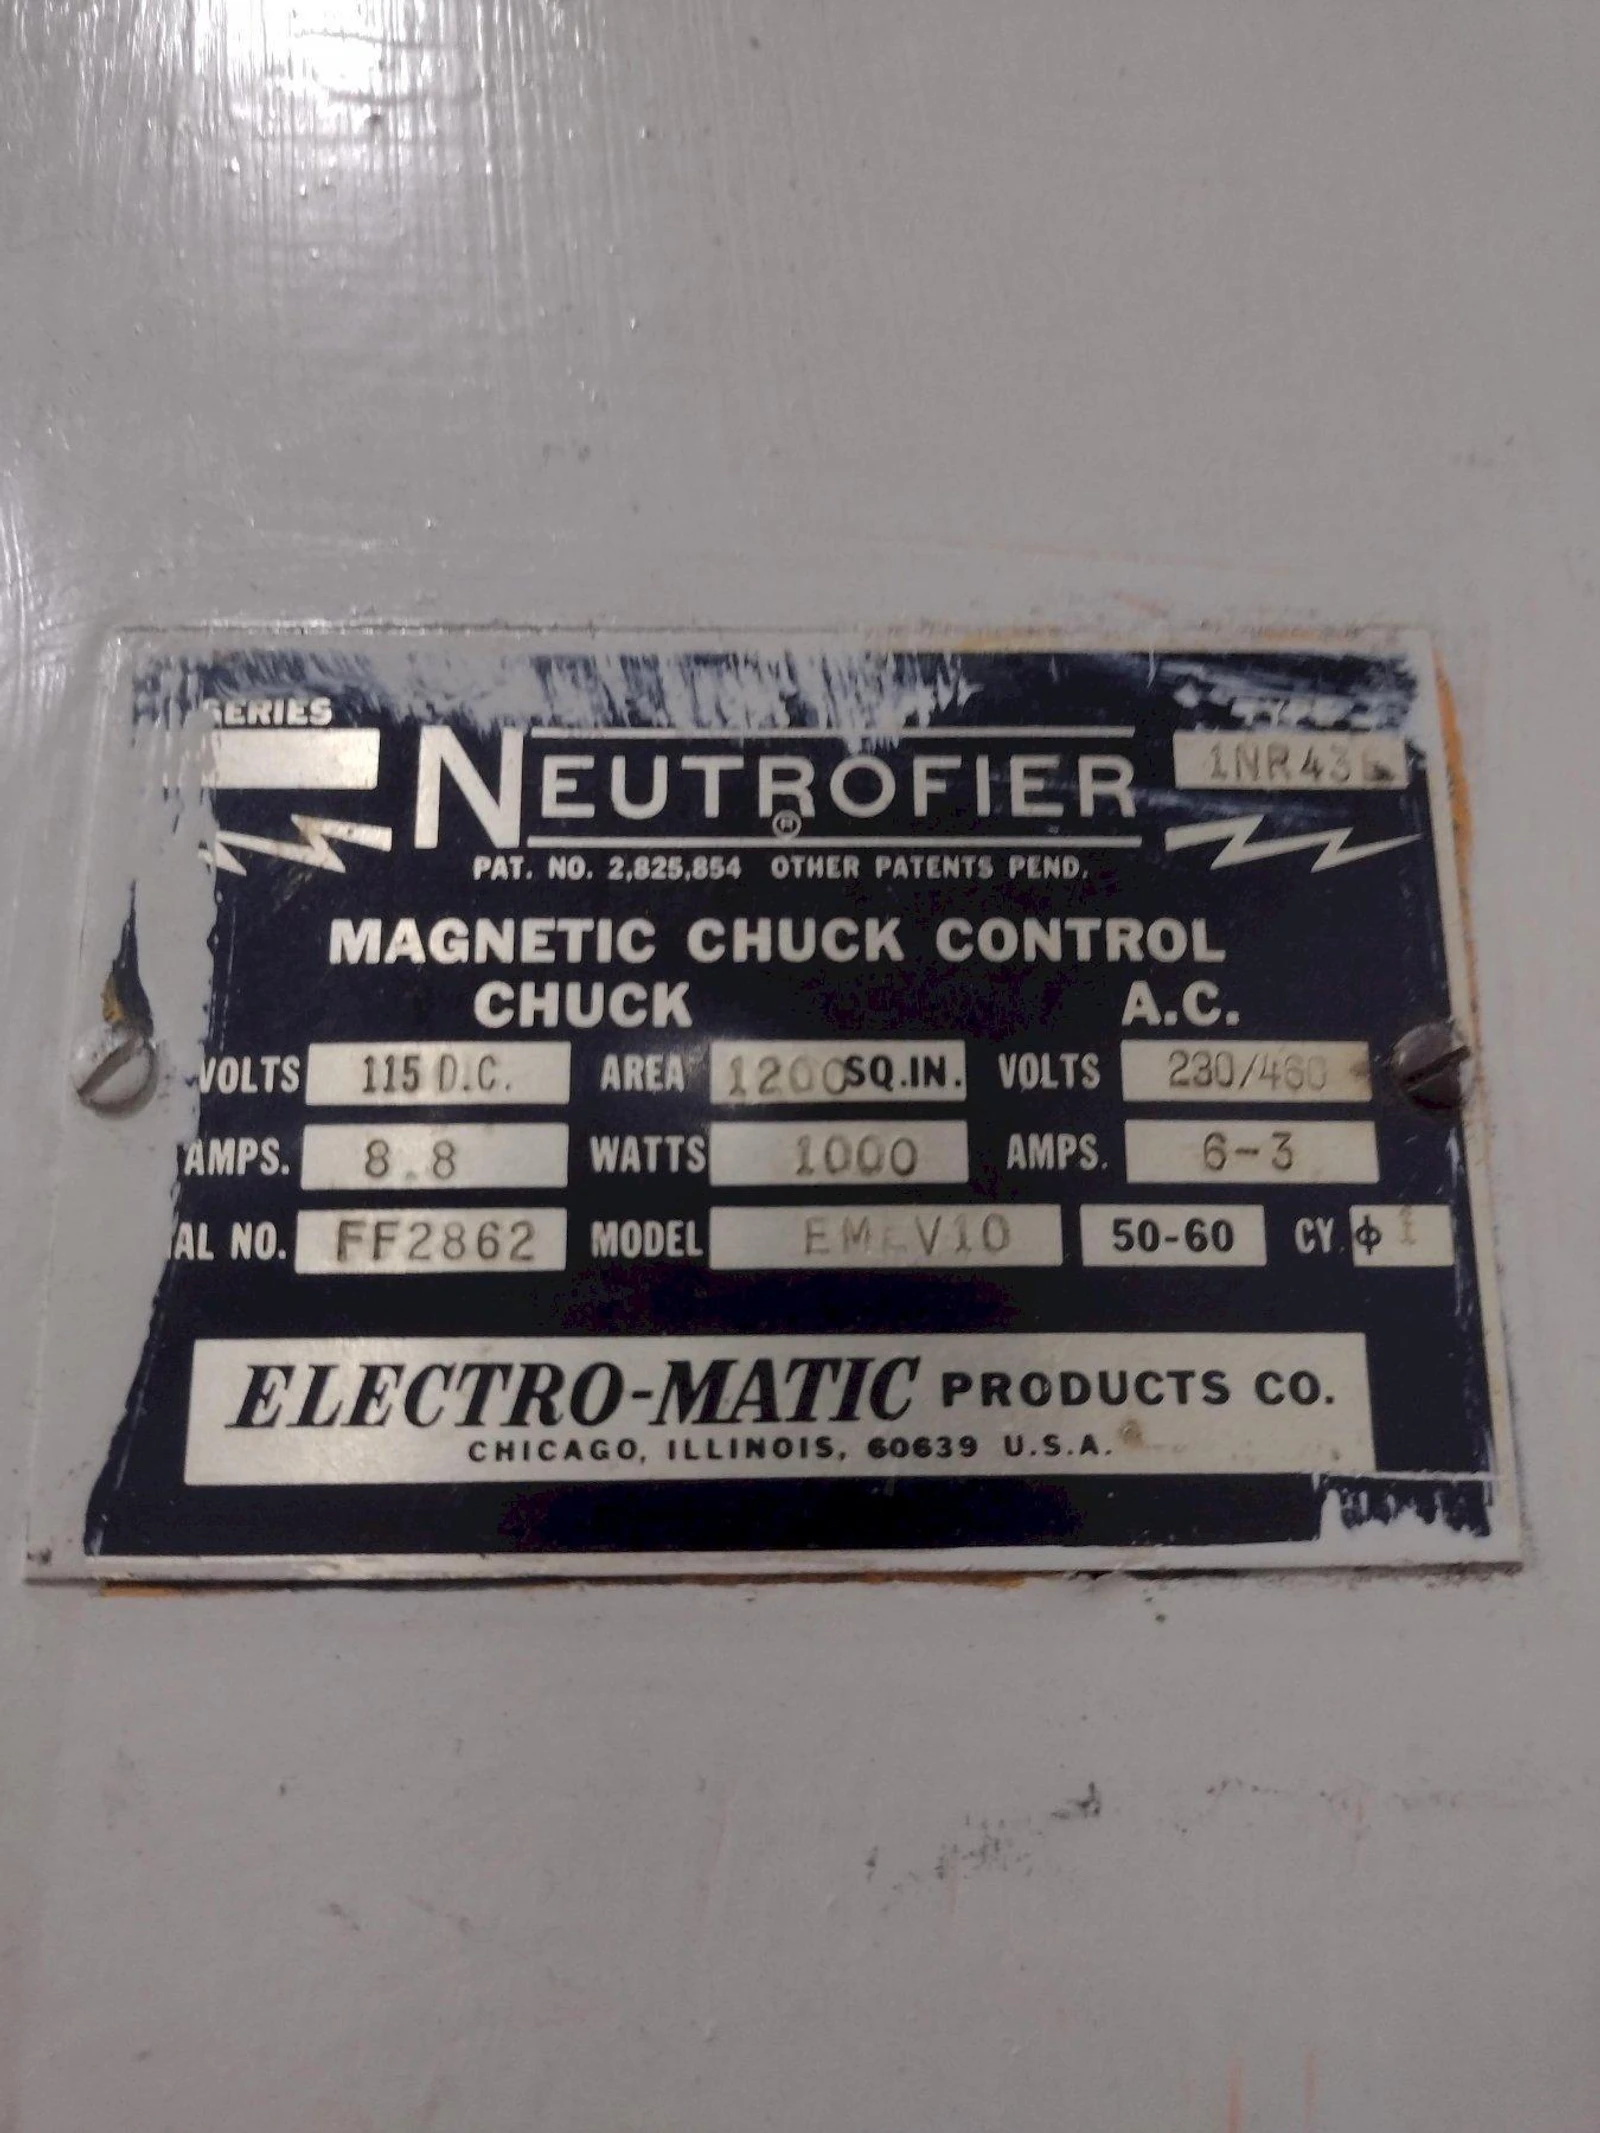 SERIES
NEUTROFIER ®
PAT. NO. 2,825,854 OTHER PATENTS PEND.
MAGNETIC CHUCK CONTROL
CHUCK A.C.
VOLTS 115 D.C. AREA 1200 SQ.IN. VOLTS 230/460
AMPS. 8.8 WATTS 1000 AMPS. 6-3
AL NO. FF2862 MODEL 50-60 CY. ϕ 1
ELECTRO-MATIC PRODUCTS CO.
CHICAGO, ILLINOIS, 60639 U.S.A.